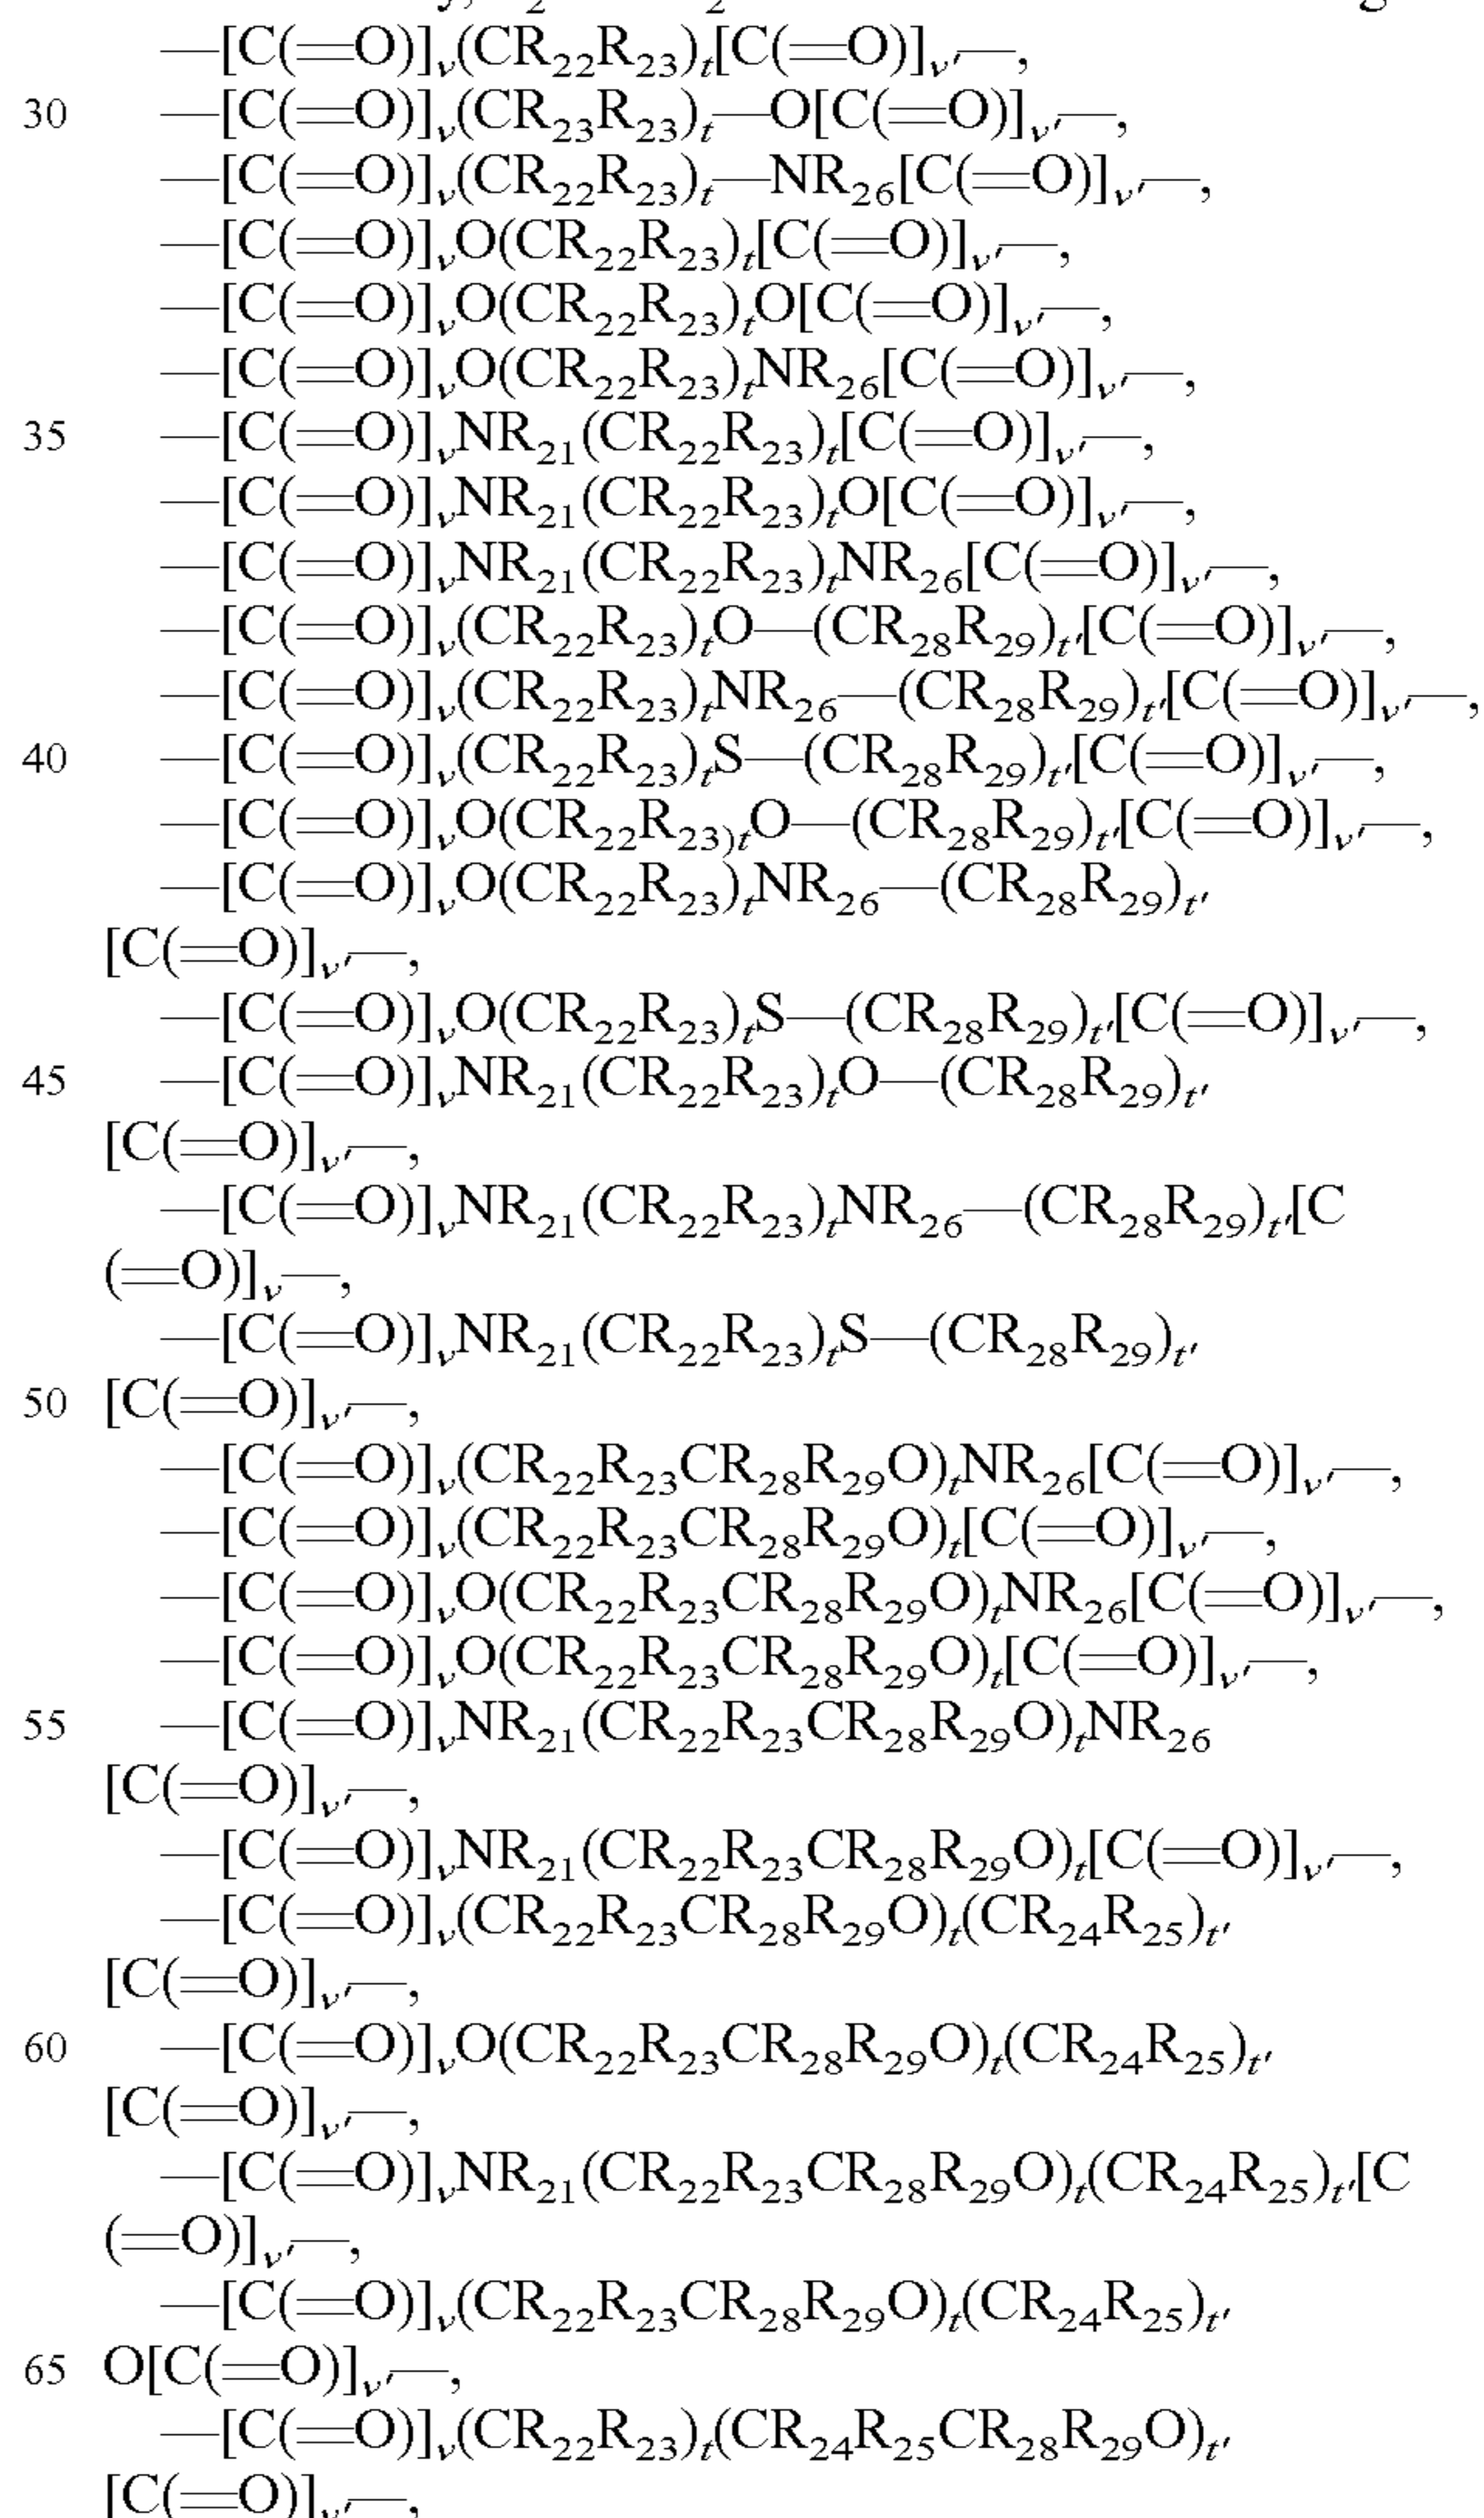 —[C(═O)]ᵥ(CR₂₂R₂₃)ₜ[C(═O)]ᵥ′—,
30 —[C(═O)]ᵥ(CR₂₃R₂₃)ₜ—O[C(═O)]ᵥ′—,
—[C(═O)]ᵥ(CR₂₂R₂₃)ₜ—NR₂₆[C(═O)]ᵥ′—,
—[C(═O)]ᵥO(CR₂₂R₂₃)ₜ[C(═O)]ᵥ′—,
—[C(═O)]ᵥO(CR₂₂R₂₃)ₜO[C(═O)]ᵥ′—,
—[C(═O)]ᵥO(CR₂₂R₂₃)ₜNR₂₆[C(═O)]ᵥ′—,
35 —[C(═O)]ᵥNR₂₁(CR₂₂R₂₃)ₜ[C(═O)]ᵥ′—,
—[C(═O)]ᵥNR₂₁(CR₂₂R₂₃)ₜO[C(═O)]ᵥ′—,
—[C(═O)]ᵥNR₂₁(CR₂₂R₂₃)ₜNR₂₆[C(═O)]ᵥ′—,
—[C(═O)]ᵥ(CR₂₂R₂₃)ₜO—(CR₂₈R₂₉)ₜ′[C(═O)]ᵥ′—,
—[C(═O)]ᵥ(CR₂₂R₂₃)ₜNR₂₆—(CR₂₈R₂₉)ₜ′[C(═O)]ᵥ′—,
40 —[C(═O)]ᵥ(CR₂₂R₂₃)ₜS—(CR₂₈R₂₉)ₜ′[C(═O)]ᵥ′—,
—[C(═O)]ᵥO(CR₂₂R₂₃₎ₜO—(CR₂₈R₂₉)ₜ′[C(═O)]ᵥ′—,
—[C(═O)]ᵥO(CR₂₂R₂₃)ₜNR₂₆—(CR₂₈R₂₉)ₜ′
[C(═O)]ᵥ′—,
—[C(═O)]ᵥO(CR₂₂R₂₃)ₜS—(CR₂₈R₂₉)ₜ′[C(═O)]ᵥ′—,
45 —[C(═O)]ᵥNR₂₁(CR₂₂R₂₃)ₜO—(CR₂₈R₂₉)ₜ′
[C(═O)]ᵥ′—,
—[C(═O)]ᵥNR₂₁(CR₂₂R₂₃)ₜNR₂₆—(CR₂₈R₂₉)ₜ′[C
(═O)]ᵥ—,
—[C(═O)]ᵥNR₂₁(CR₂₂R₂₃)ₜS—(CR₂₈R₂₉)ₜ′
50 [C(═O)]ᵥ′—,
—[C(═O)]ᵥ(CR₂₂R₂₃CR₂₈R₂₉O)ₜNR₂₆[C(═O)]ᵥ′—,
—[C(═O)]ᵥ(CR₂₂R₂₃CR₂₈R₂₉O)ₜ[C(═O)]ᵥ′—,
—[C(═O)]ᵥO(CR₂₂R₂₃CR₂₈R₂₉O)ₜNR₂₆[C(═O)]ᵥ′—,
—[C(═O)]ᵥO(CR₂₂R₂₃CR₂₈R₂₉O)ₜ[C(═O)]ᵥ′—,
55 —[C(═O)]ᵥNR₂₁(CR₂₂R₂₃CR₂₈R₂₉O)ₜNR₂₆
[C(═O)]ᵥ′—,
—[C(═O)]ᵥNR₂₁(CR₂₂R₂₃CR₂₈R₂₉O)ₜ[C(═O)]ᵥ′—,
—[C(═O)]ᵥ(CR₂₂R₂₃CR₂₈R₂₉O)ₜ(CR₂₄R₂₅)ₜ′
[C(═O)]ᵥ′—,
60 —[C(═O)]ᵥO(CR₂₂R₂₃CR₂₈R₂₉O)ₜ(CR₂₄R₂₅)ₜ′
[C(═O)]ᵥ′—,
—[C(═O)]ᵥNR₂₁(CR₂₂R₂₃CR₂₈R₂₉O)ₜ(CR₂₄R₂₅)ₜ′[C
(═O)]ᵥ′—,
—[C(═O)]ᵥ(CR₂₂R₂₃CR₂₈R₂₉O)ₜ(CR₂₄R₂₅)ₜ′
65 O[C(═O)]ᵥ′—,
—[C(═O)]ᵥ(CR₂₂R₂₃)ₜ(CR₂₄R₂₅CR₂₈R₂₉O)ₜ′
[C(═O)]ᵥ′—,